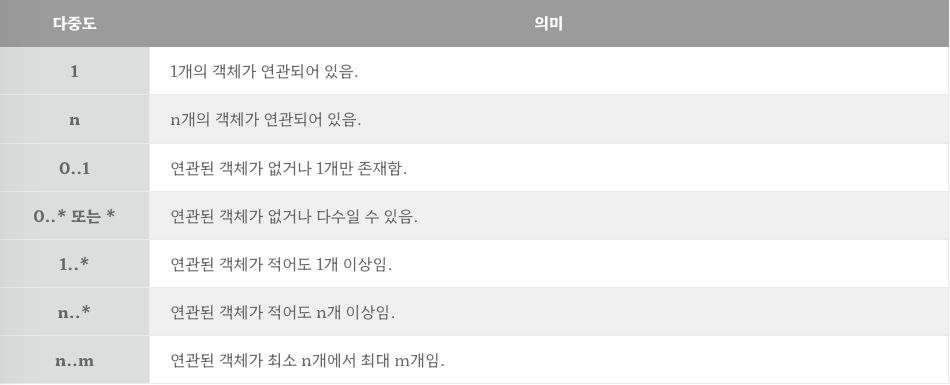 다중도 의미
1 1개의 객체가 연관되어 있음.
n n개의 객체가 연관되어 있음.
0..1 연관된 객체가 없거나 1개만 존재함.
0..* 또는 * 연관된 객체가 없거나 다수일 수 있음.
1..* 연관된 객체가 적어도 1개 이상임.
n..* 연관된 객체가 적어도 n개 이상임.
n..m 연관된 객체가 최소 n개에서 최대 m개임.